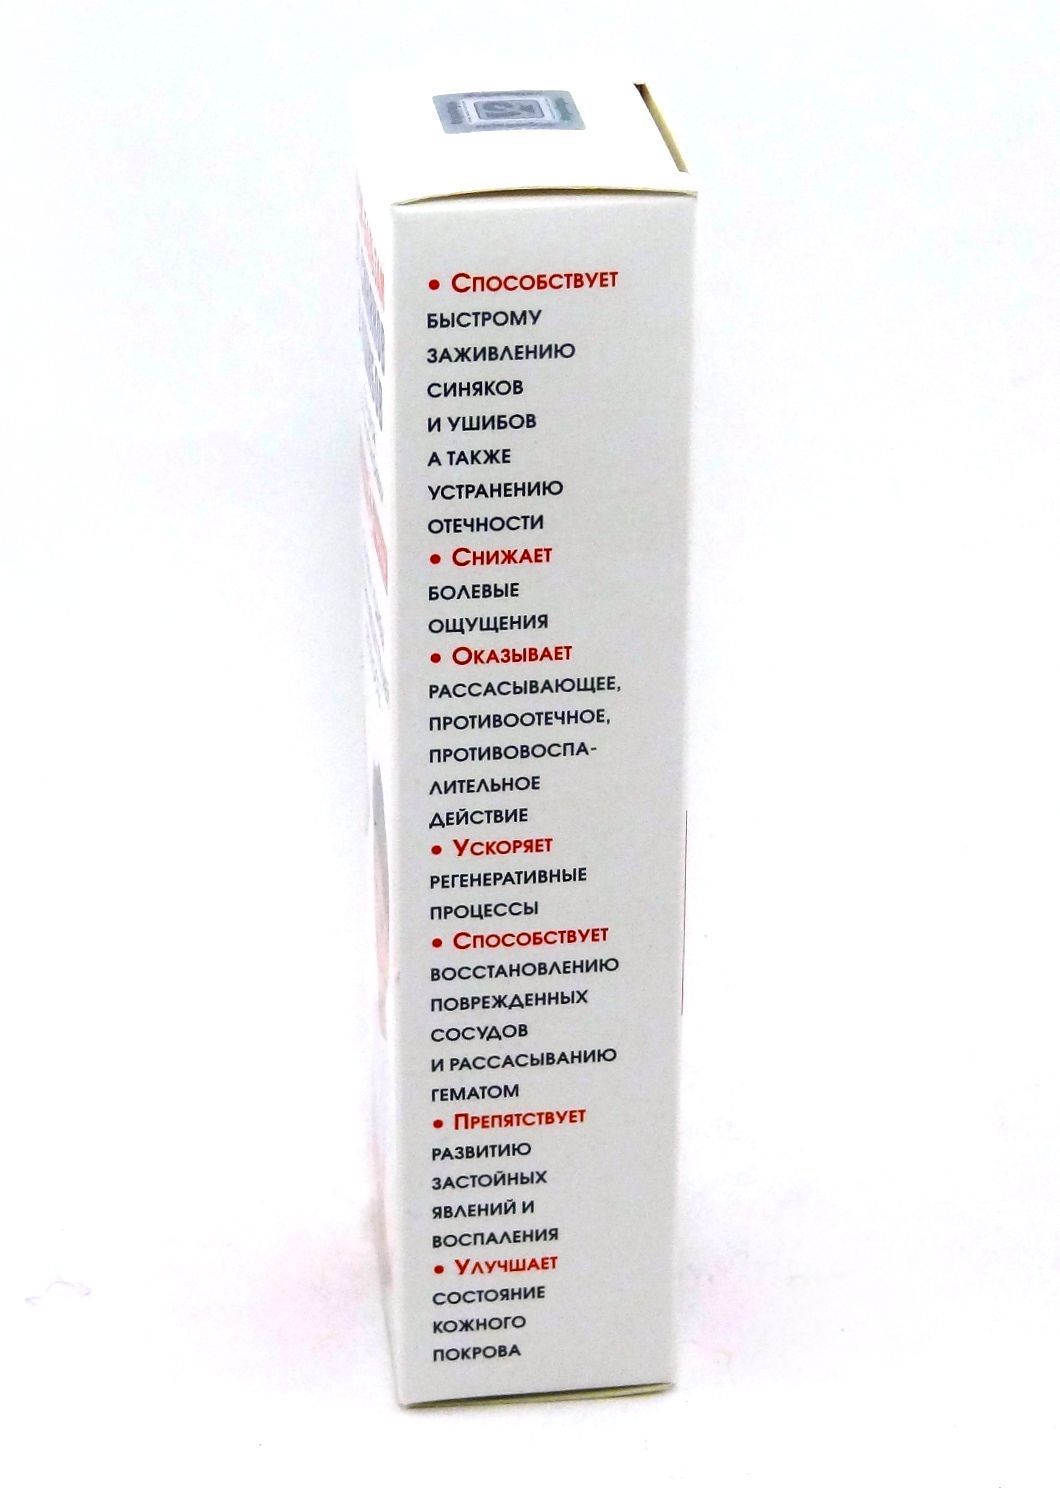 • Способствует
быстрому
заживлению
синяков
и ушибов
а также
устранению
отечности
• Снижает
болевые
ощущения
• Оказывает
рассасывающее,
противоотечное,
противовоспа-
лительное
действие
• Ускоряет
регенеративные
процессы
• Способствует
восстановлению
поврежденных
сосудов
и рассасыванию
гематом
• Препятствует
развитию
застойных
явлений и
воспаления
• Улучшает
состояние
кожного
покрова